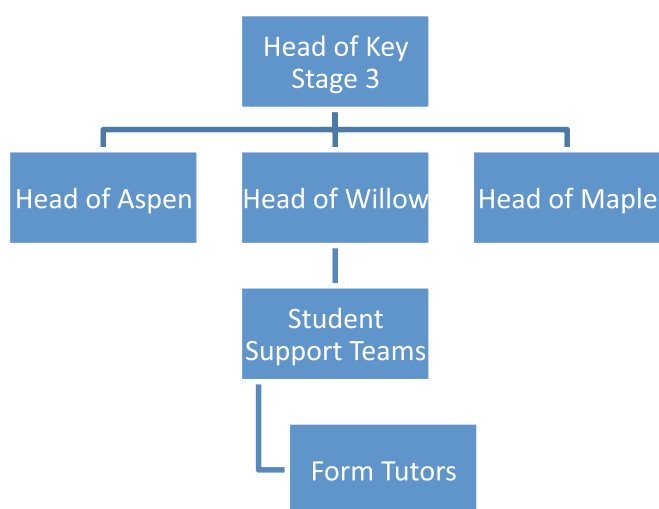 Head of Key
Stage 3
Head of Aspen
Head of Willow
Head of Maple
Student
Support Teams
Form Tutors